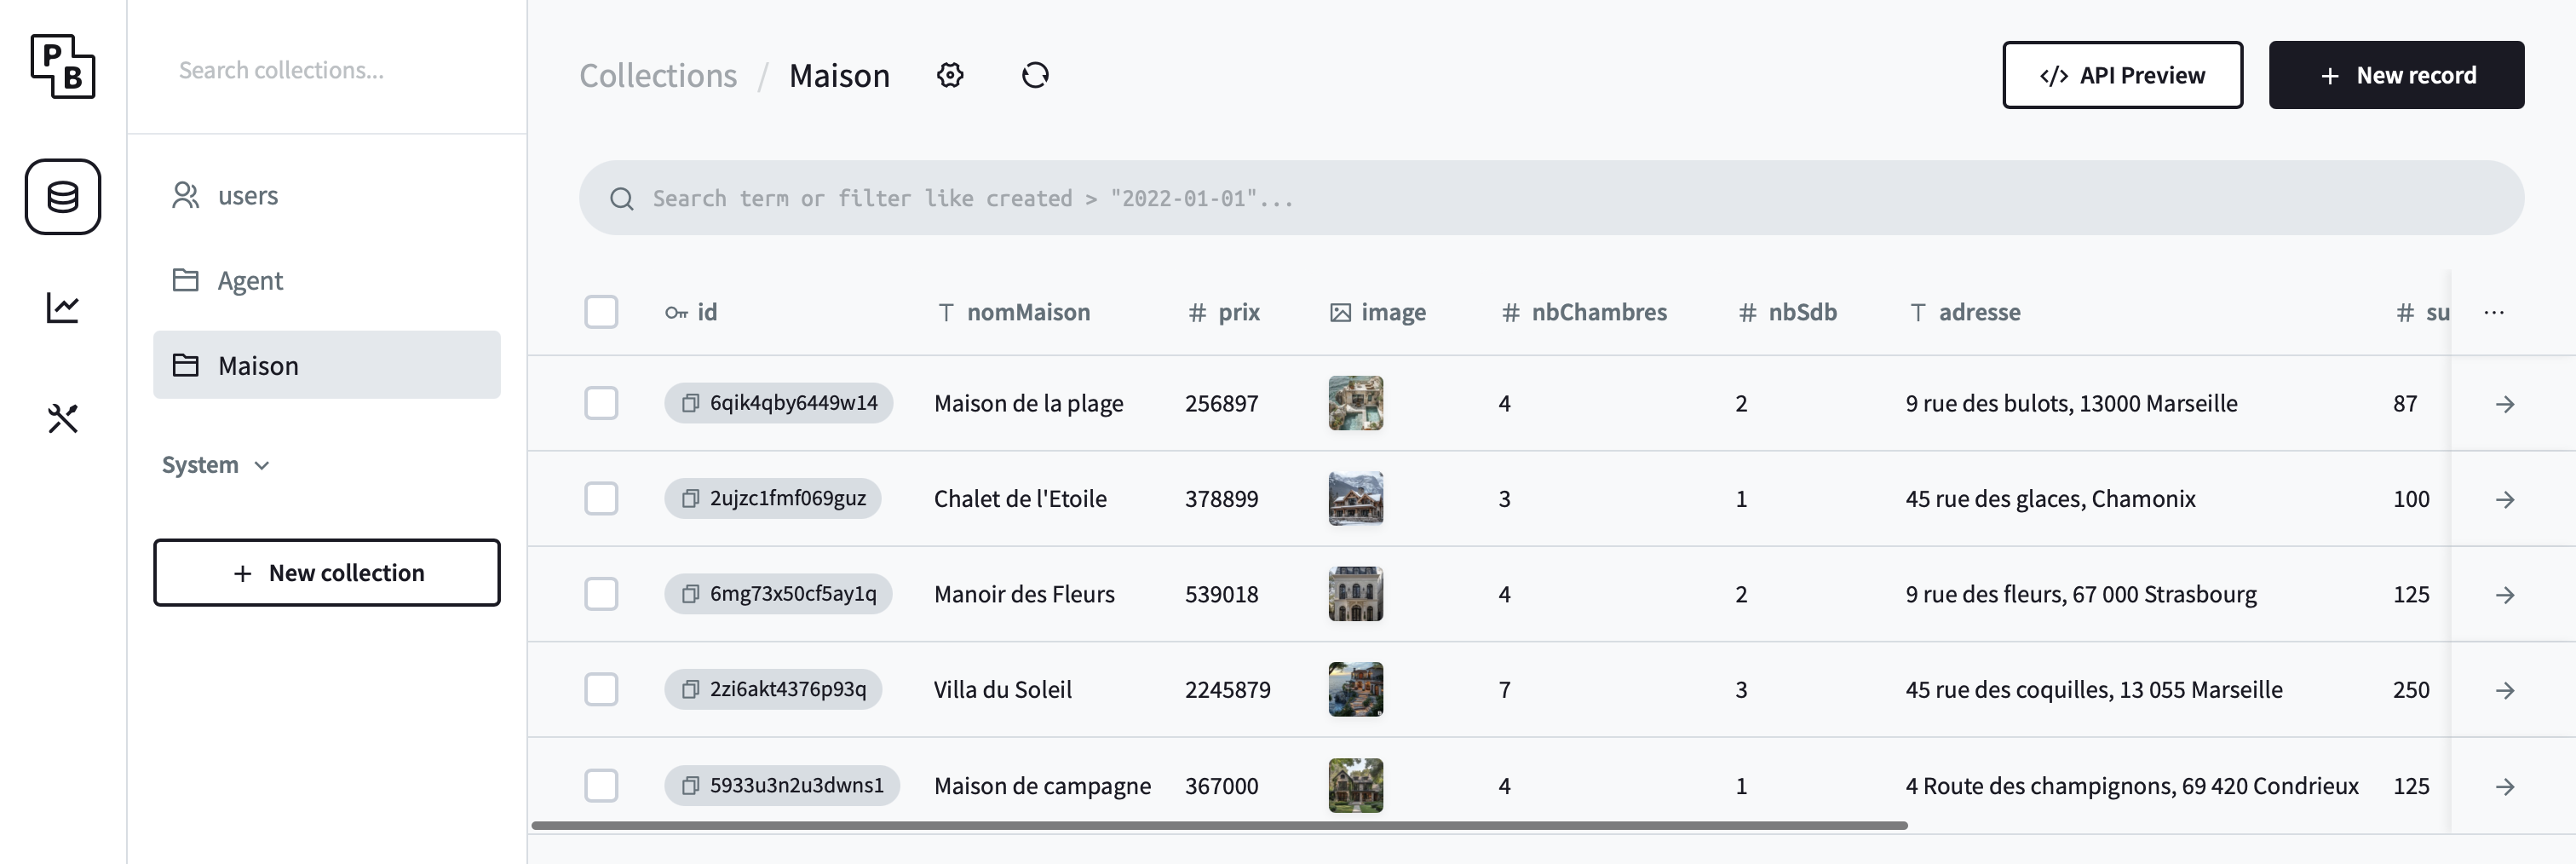 P
B
Search collections...
users
Agent
Maison
System
+ New collection
Collections / Maison
</> API Preview
+ New record
Search term or filter like created > "2022-01-01"...
id T nomMaison # prix image # nbChambres # nbSdb T adresse # su ...
6qik4qby6449w14 Maison de la plage 256897 4 2 9 rue des bulots, 13000 Marseille 87
2ujzc1fmf069guz Chalet de l'Etoile 378899 3 1 45 rue des glaces, Chamonix 100
6mg73x50cf5ay1q Manoir des Fleurs 539018 4 2 9 rue des fleurs, 67 000 Strasbourg 125
2zi6akt4376p93q Villa du Soleil 2245879 7 3 45 rue des coquilles, 13 055 Marseille 250
5933u3n2u3dwns1 Maison de campagne 367000 4 1 4 Route des champignons, 69 420 Condrieux 125